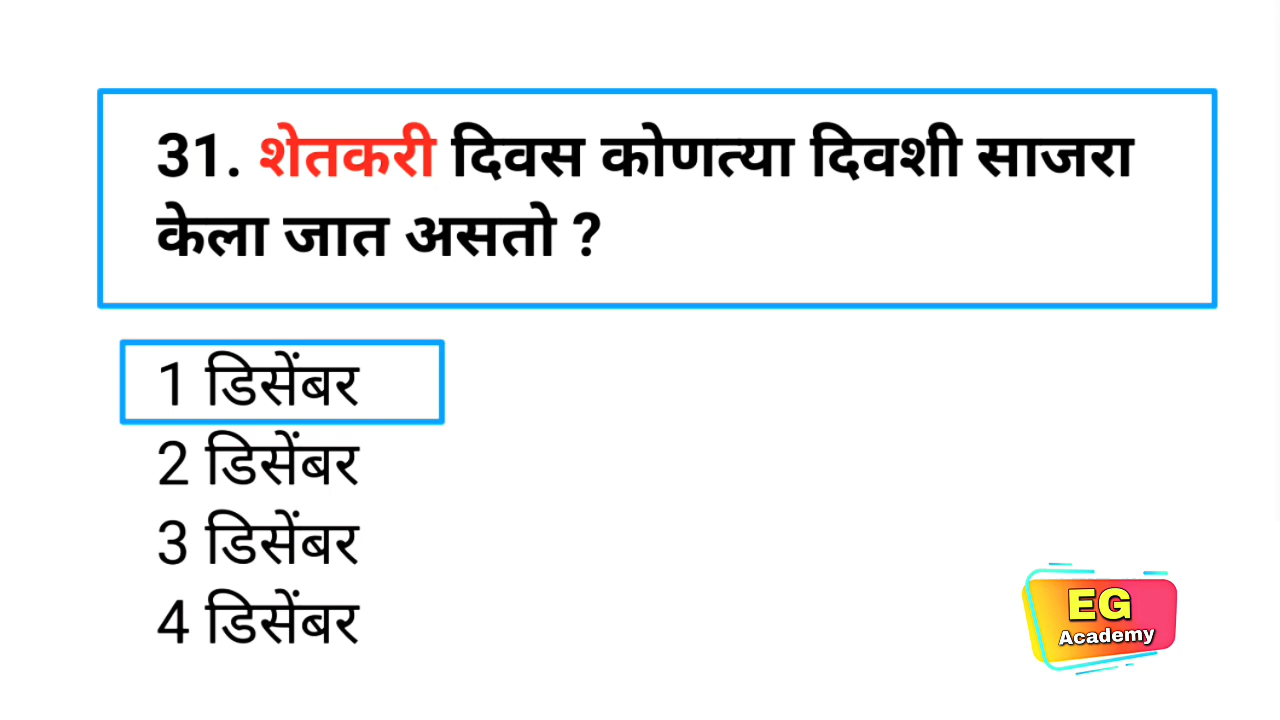 31. शेतकरी दिवस कोणत्या दिवशी साजरा
केला जात असतो ?
1 डिसेंबर
2 डिसेंबर
3 डिसेंबर
4 डिसेंबर
EG
Academy